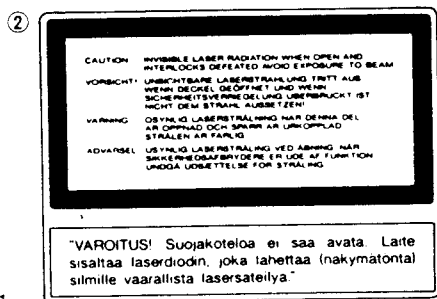 ②
CAUTION INVISIBLE LASER RADIATION WHEN OPEN AND
INTERLOCKS DEFEATED AVOID EXPOSURE TO BEAM
VORSICHT! UNSICHTBARE LASERSTRAHLUNG TRITT AUS
WENN DECKEL GEÖFFNET UND WENN
SICHERHEITSVERRIEGELUNG ÜBERBRÜCKT IST
NICHT DEM STRAHL AUSSETZEN!
VARNING OSYNLIG LASERSTRÅLNING NÄR DENNA DEL
ÄR ÖPPNAD OCH SPÄRR ÄR URKOPPLAD
STRÅLEN ÄR FARLIG
ADVARSEL USYNLIG LASERSTRÅLING VED ÅBNING NÅR
SIKKERHEDSAFBRYDERE ER UDE AF FUNKTION
UNDGÅ UDSÆTTELSE FOR STRÅLING
"VAROITUS! Suojakoteloa ei saa avata. Laite
sisältää laserdiodin, joka lähettää (näkymätöntä)
silmille vaarallista lasersäteilyä."
1